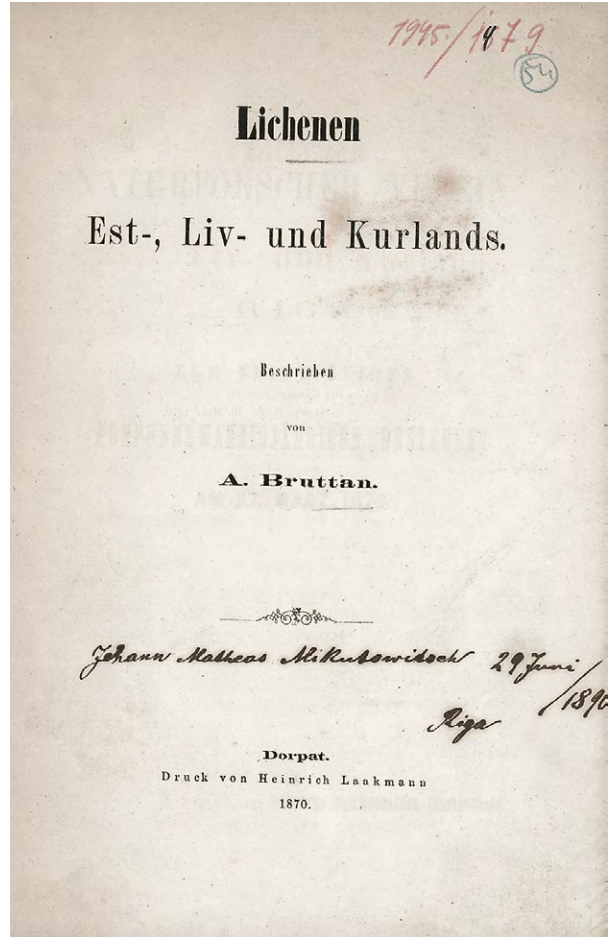 1945./1479
54
Lichenen
Est-, Liv- und Kurlands.
Beschrieben
von
A. Bruttan.
Johann Matheas Mikutowitsch 29 Juni
/1890
Riga
Dorpat.
Druck von Heinrich Laakmann
1870.